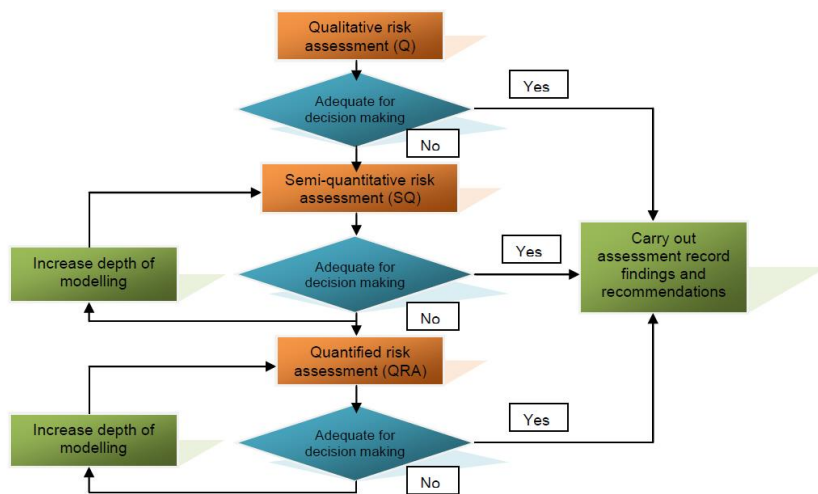 Qualitative risk
assessment (Q)
Adequate for
decision making
Yes
No
Semi-quantitative risk
assessment (SQ)
Increase depth of
modelling
Adequate for
decision making
Yes
Carry out
assessment record
findings and
recommendations
No
Quantified risk
assessment (QRA)
Increase depth of
modelling
Adequate for
decision making
Yes
No